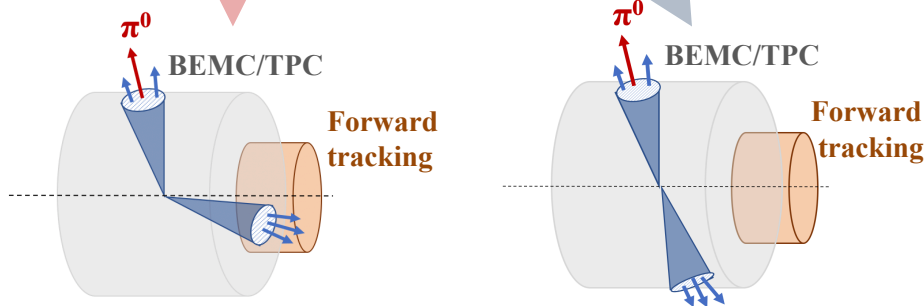 π⁰
BEMC/TPC
Forward
tracking
π⁰
BEMC/TPC
Forward
tracking